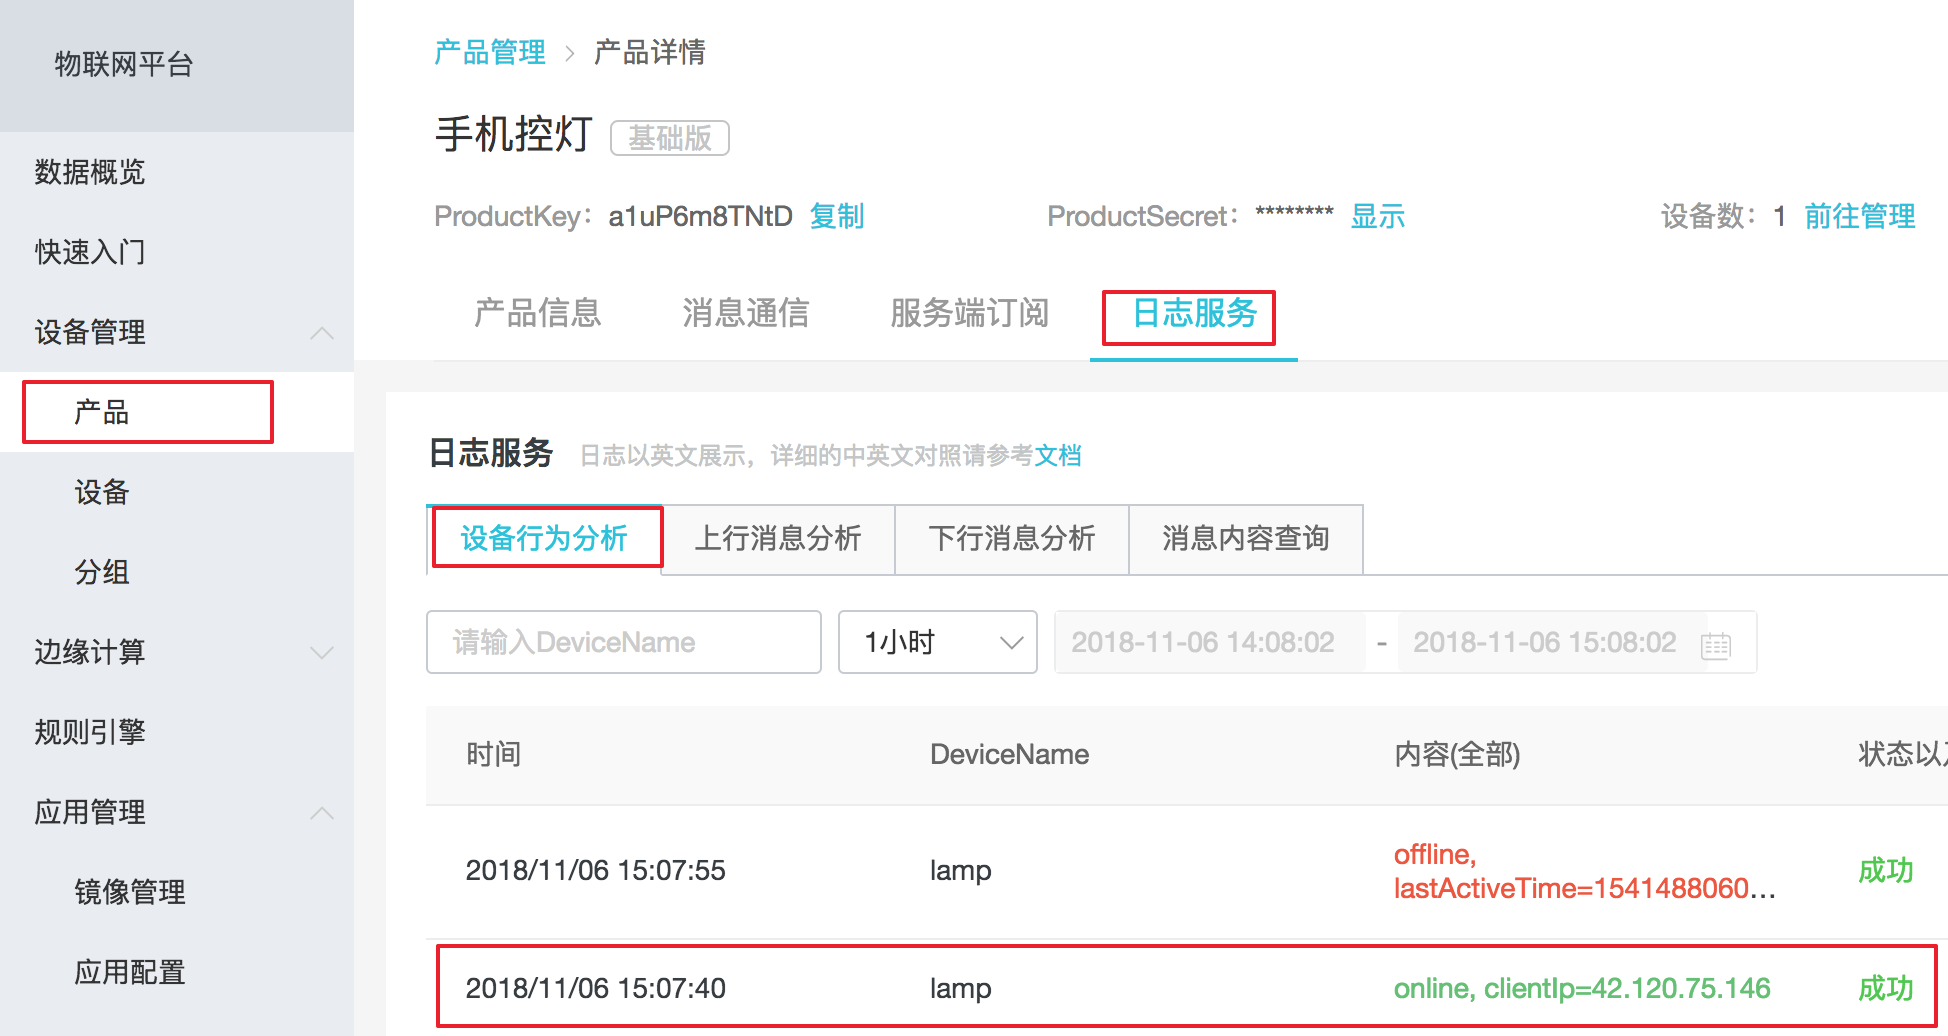 物联网平台
数据概览
快速入门
设备管理
产品
设备
分组
边缘计算
规则引擎
应用管理
镜像管理
应用配置
产品管理 > 产品详情
手机控灯 基础版
ProductKey： a1uP6m8TNtD 复制 ProductSecret： ******** 显示 设备数： 1 前往管理
产品信息 消息通信 服务端订阅 日志服务
日志服务 日志以英文展示，详细的中英文对照请参考文档
设备行为分析 上行消息分析 下行消息分析 消息内容查询
请输入DeviceName 1小时 2018-11-06 14:08:02 - 2018-11-06 15:08:02
时间 DeviceName 内容(全部) 状态以
2018/11/06 15:07:55 lamp offline, lastActiveTime=1541488060... 成功
2018/11/06 15:07:40 lamp online, clientIp=42.120.75.146 成功